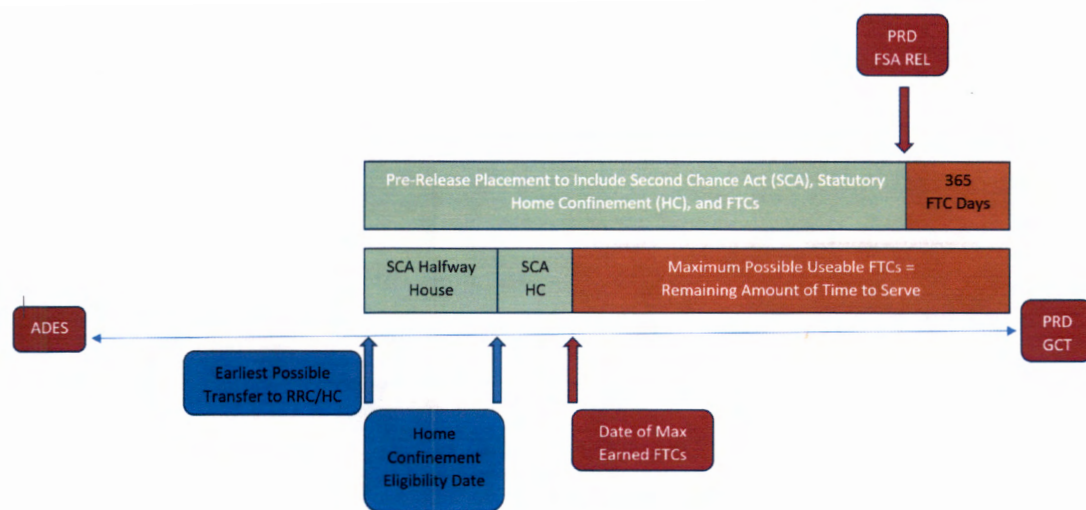 PRD
FSA REL
Pre-Release Placement to Include Second Chance Act (SCA), Statutory
Home Confinement (HC), and FTCs
365
FTC Days
SCA Halfway
House
SCA
HC
Maximum Possible Useable FTCs =
Remaining Amount of Time to Serve
ADES
PRD
GCT
Earliest Possible
Transfer to RRC/HC
Home
Confinement
Eligibility Date
Date of Max
Earned FTCs